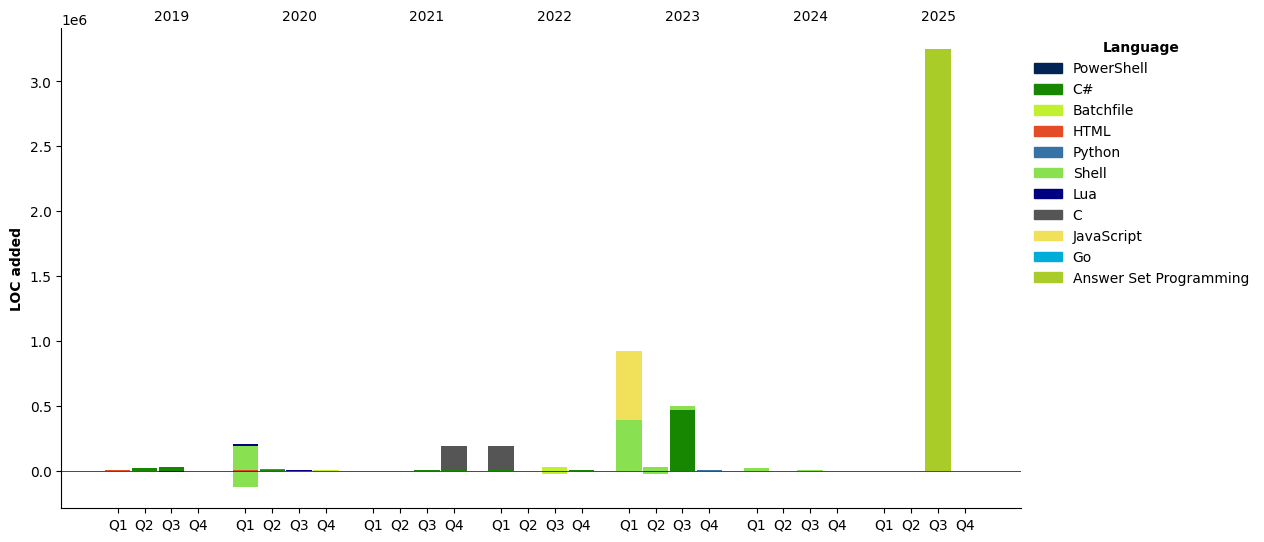 1e6 2019 2020 2021 2022 2023 2024 2025
Language
PowerShell
C#
Batchfile
HTML
Python
Shell
Lua
C
JavaScript
Go
Answer Set Programming
LOC added
3.0
2.5
2.0
1.5
1.0
0.5
0.0
Q1 Q2 Q3 Q4 Q1 Q2 Q3 Q4 Q1 Q2 Q3 Q4 Q1 Q2 Q3 Q4 Q1 Q2 Q3 Q4 Q1 Q2 Q3 Q4 Q1 Q2 Q3 Q4